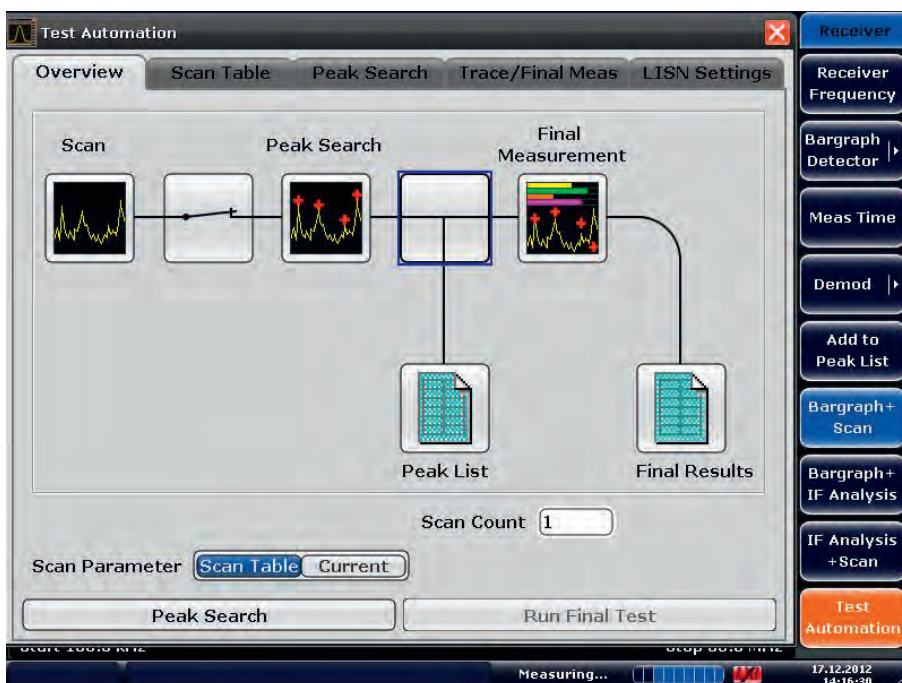 Test Automation
Overview
Scan Table
Peak Search
Trace/Final Meas
LISN Settings
Scan
Peak Search
Final
Measurement
Peak List
Final Results
Scan Count 1
Scan Parameter Scan Table Current
Peak Search
Run Final Test
Measuring...
17.12.2012
14:16:30
Receiver
Receiver
Frequency
Bargraph
Detector
Meas Time
Demod
Add to
Peak List
Bargraph+
Scan
Bargraph+
IF Analysis
IF Analysis
+Scan
Test
Automation